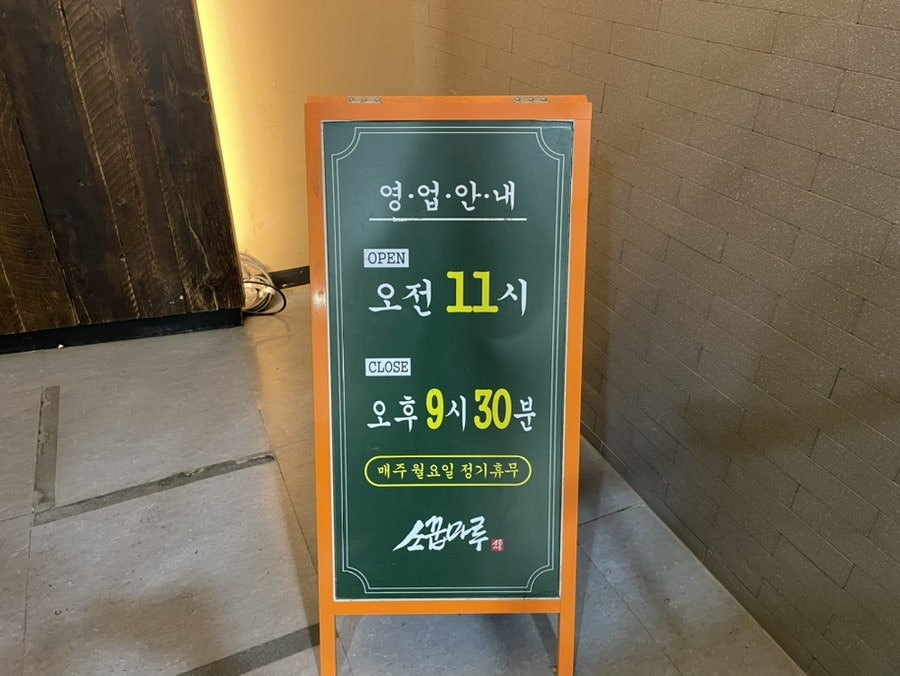 영·업·안·내
OPEN
오전 11시
CLOSE
오후 9시 30분
매주 월요일 정기휴무
소꿉마루